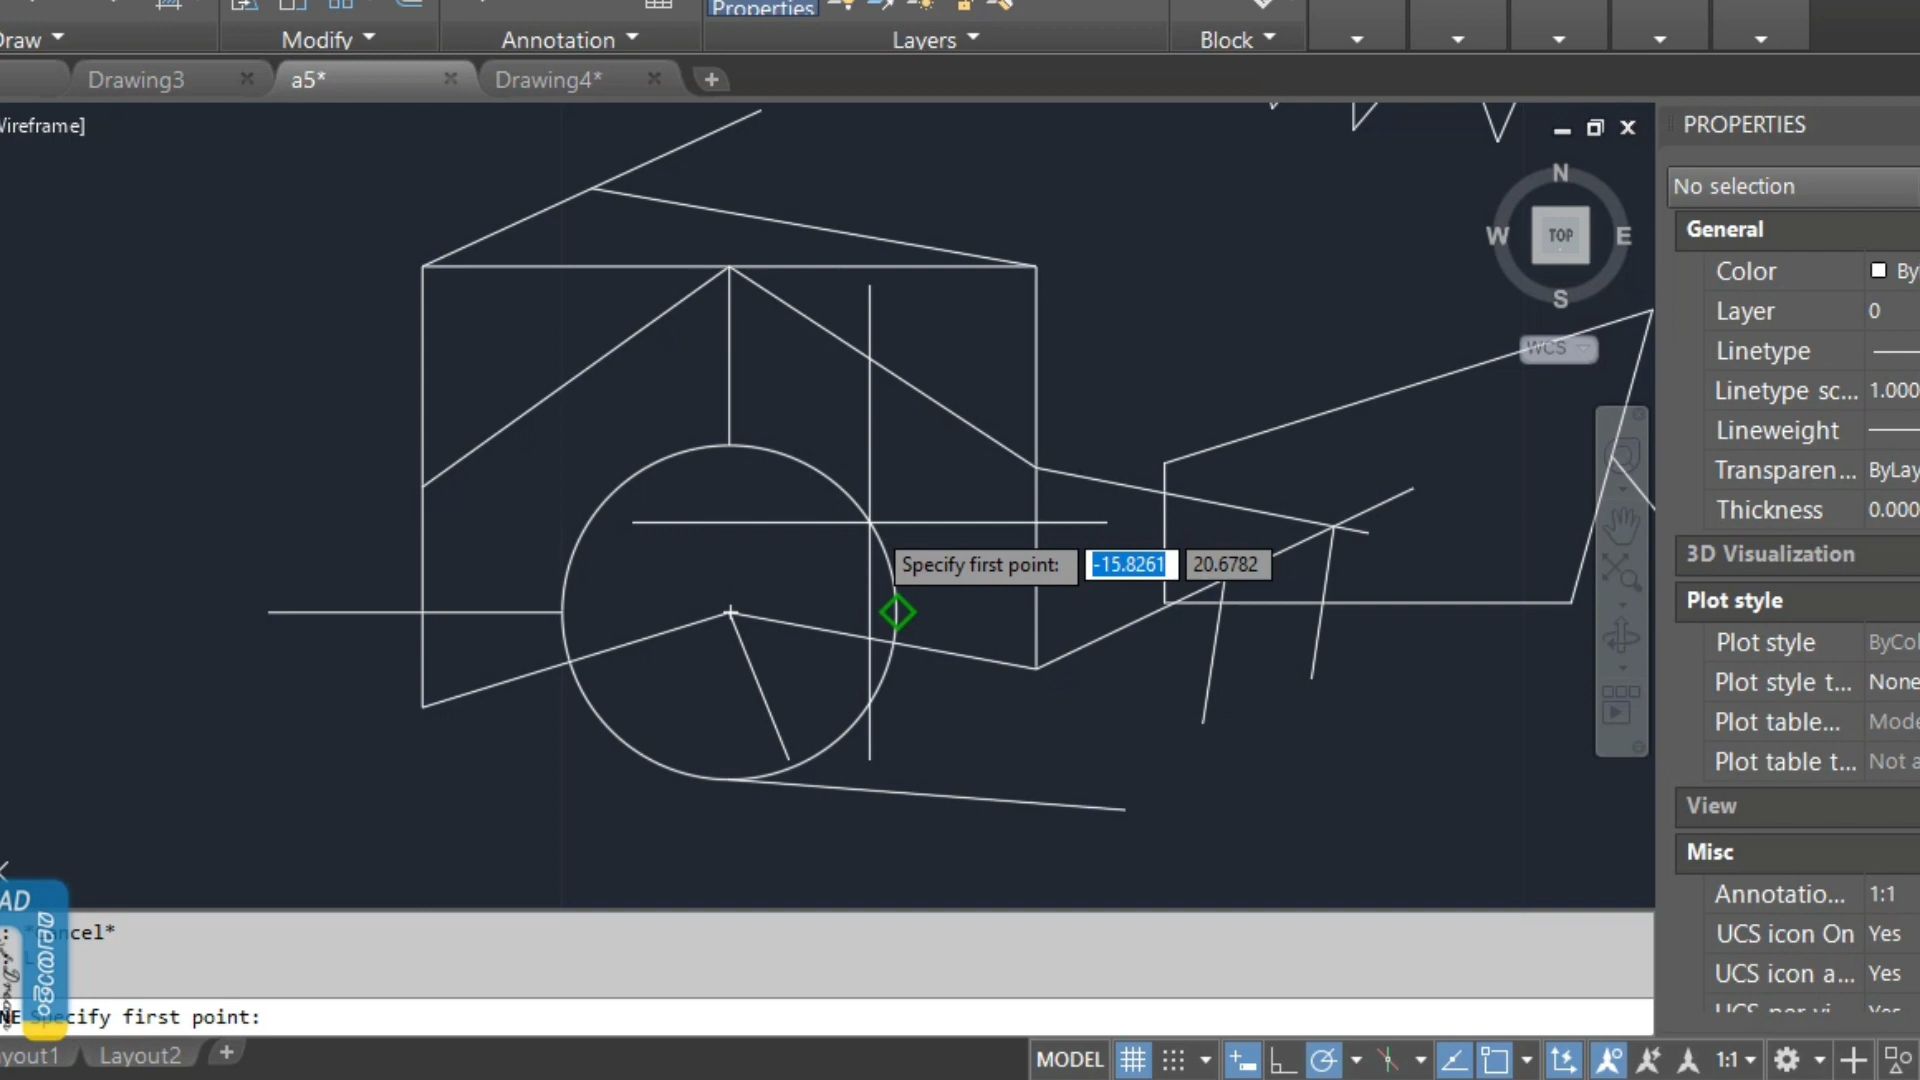 Draw
Modify
Annotation
Properties
Layers
Block
Drawing3
a5*
Drawing4*
Wireframe]
N
W
TOP
E
S
WCS
Specify first point:
-15.8261
20.6782
PROPERTIES
No selection
General
Color By
Layer 0
Linetype
Linetype sc... 1.000
Lineweight
Transparen... ByLay
Thickness 0.000
3D Visualization
Plot style
Plot style ByCol
Plot style t... None
Plot table... Mode
Plot table t... Not a
View
Misc
Annotatio... 1:1
UCS icon On Yes
UCS icon a... Yes
AD
NE Specify first point:
Layout2
MODEL
1:1